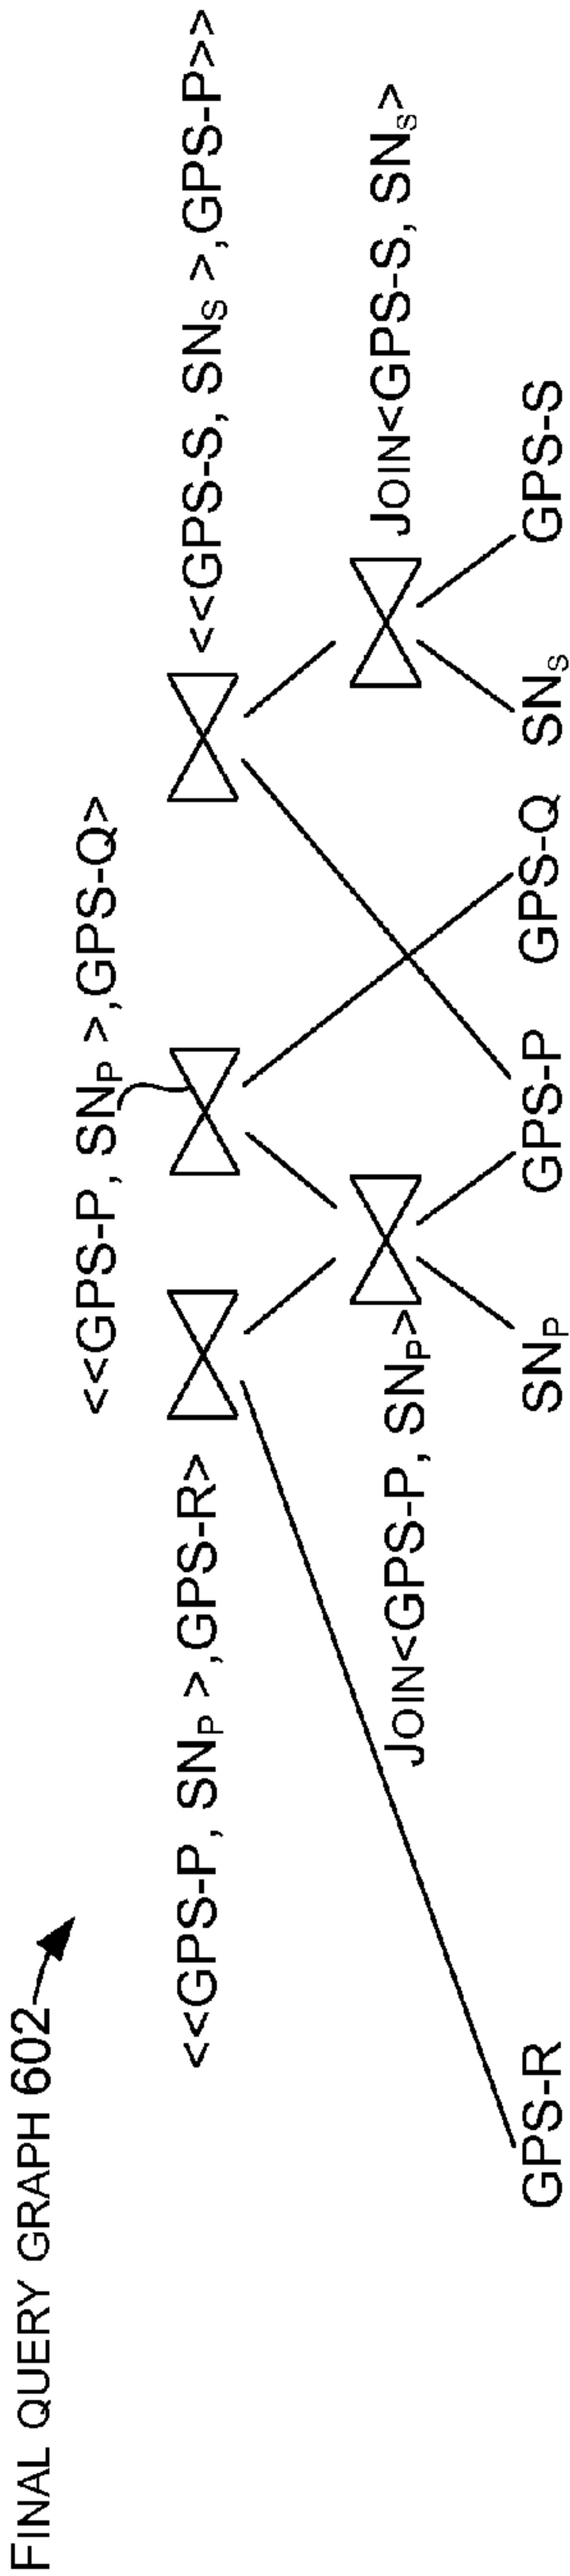 FINAL QUERY GRAPH 602
<<GPS-P, SNP >,GPS-Q>
<<GPS-P, SNP >,GPS-R>
<<GPS-S, SNS >,GPS-P>>
JOIN<GPS-P, SNP>
JOIN<GPS-S, SNS>
GPS-R
SNP
GPS-P
GPS-Q
SNS
GPS-S